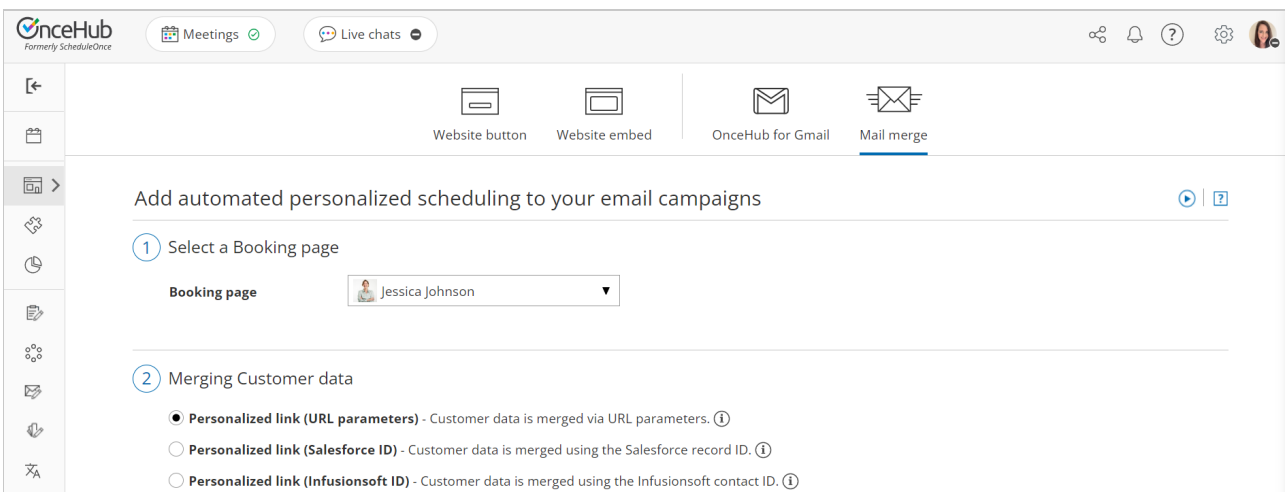 OnceHub
Formerly ScheduleOnce
Meetings
Live chats
?
Website button
Website embed
OnceHub for Gmail
Mail merge
Add automated personalized scheduling to your email campaigns
?
1 Select a Booking page
Booking page
Jessica Johnson
2 Merging Customer data
Personalized link (URL parameters) - Customer data is merged via URL parameters. i
Personalized link (Salesforce ID) - Customer data is merged using the Salesforce record ID. i
Personalized link (Infusionsoft ID) - Customer data is merged using the Infusionsoft contact ID. i